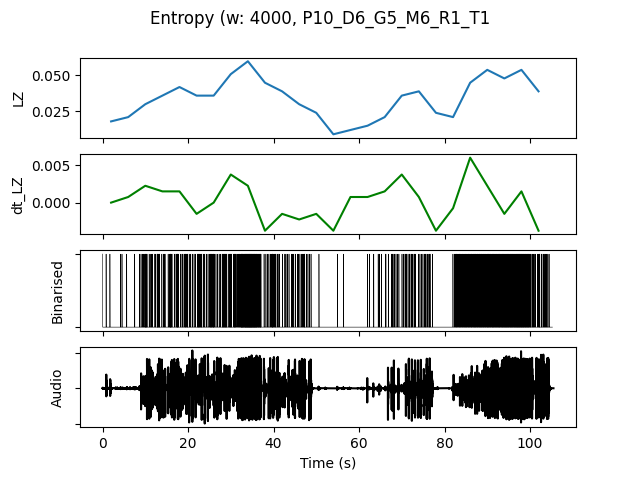 Entropy (w: 4000, P10_D6_G5_M6_R1_T1
LZ
0.050
0.025
dt_LZ
0.005
0.000
Binarised
Audio
0
20
40
60
80
100
Time (s)